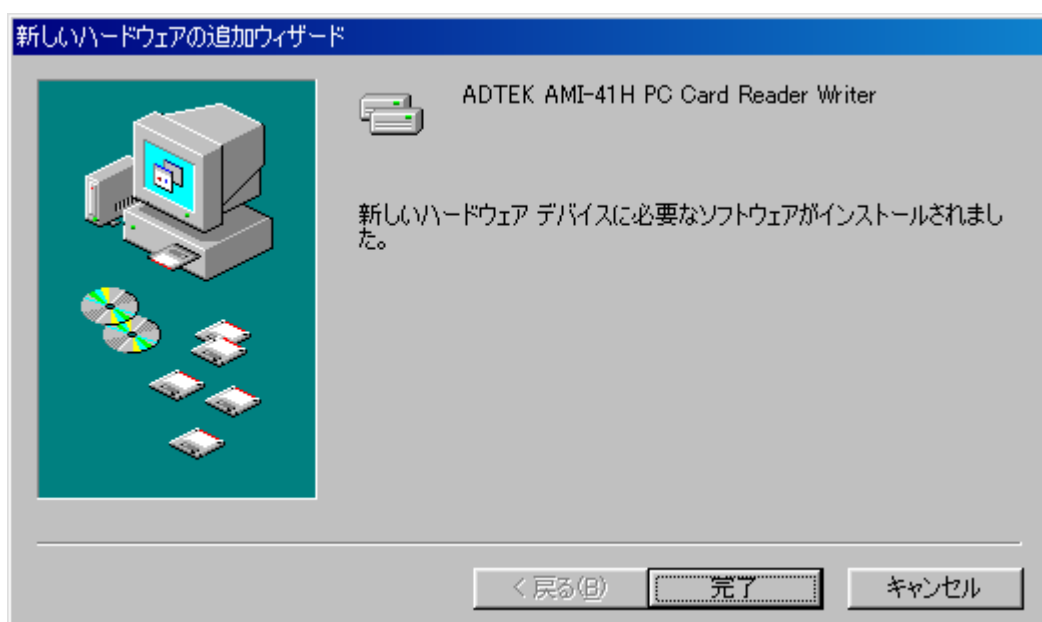 新しいハードウェアの追加ウィザード
ADTEK AMI-41H PC Card Reader Writer
新しいハードウェア デバイスに必要なソフトウェアがインストールされまし
た。
< 戻る(B) 完了 キャンセル